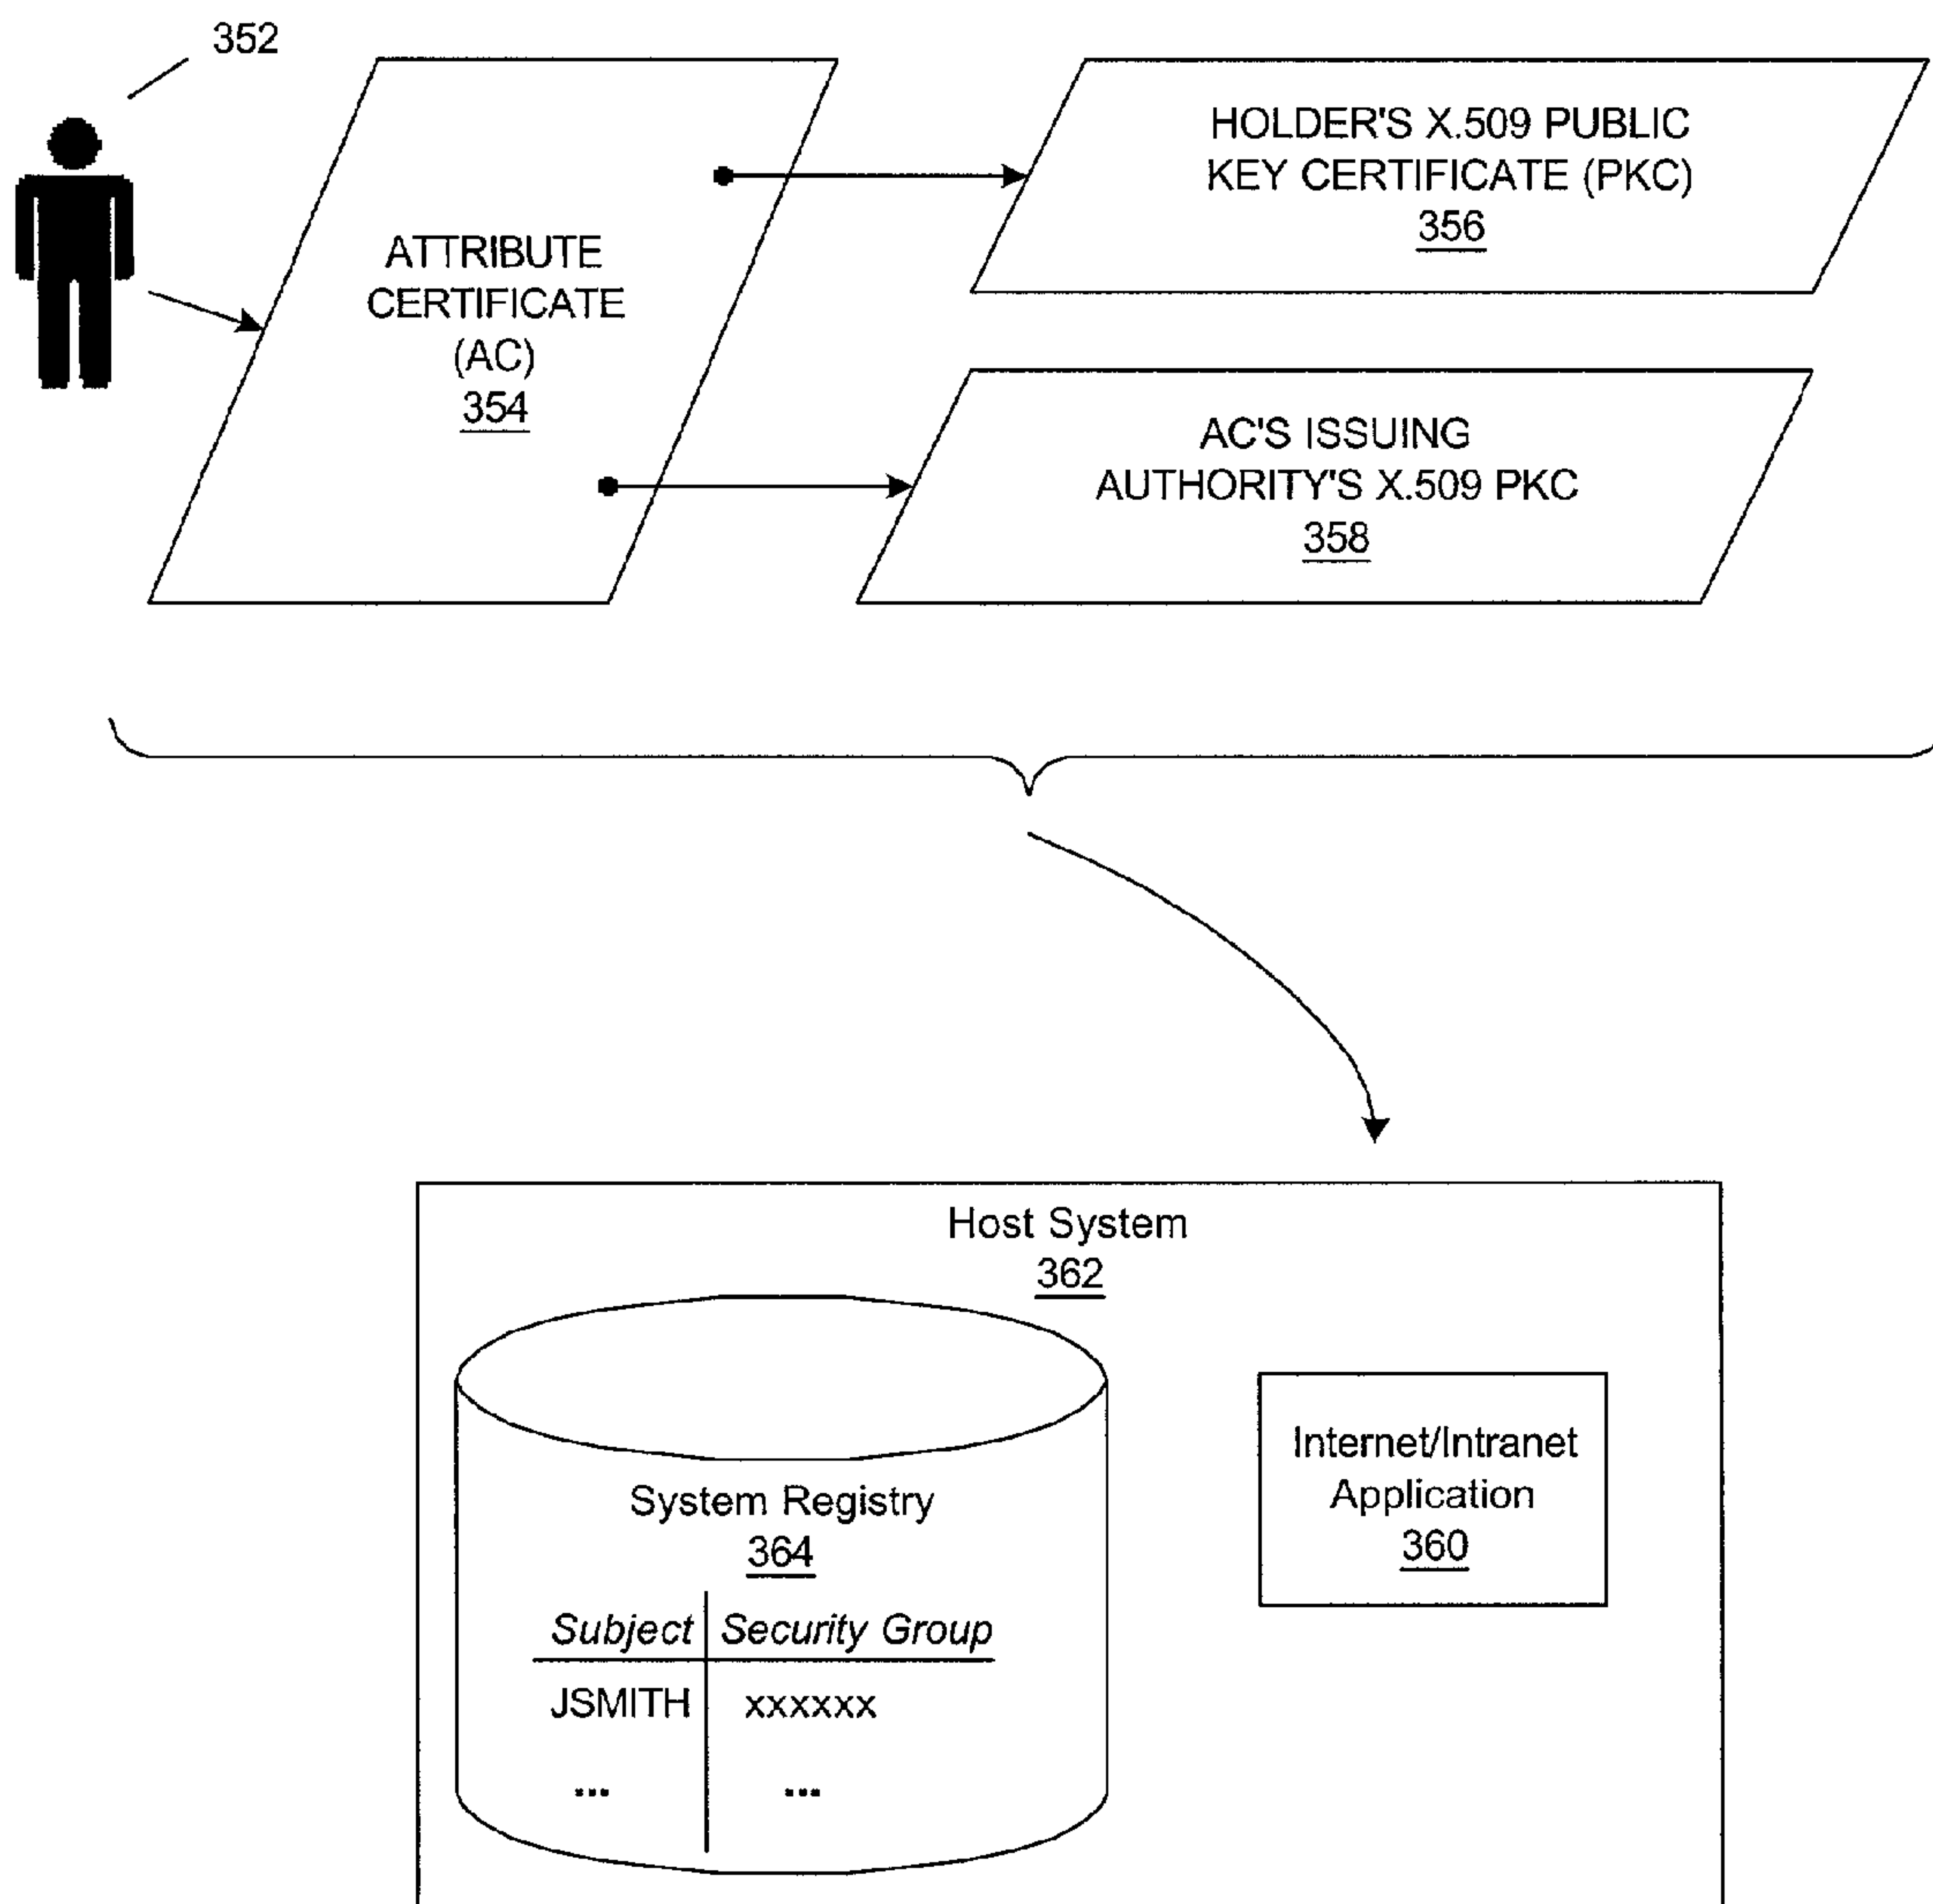 352
HOLDER'S X.509 PUBLIC
KEY CERTIFICATE (PKC)
356
ATTRIBUTE
CERTIFICATE
(AC)
354
AC'S ISSUING
AUTHORITY'S X.509 PKC
358
Host System
362
System Registry
364
Subject Security Group
JSMITH xxxxxx
... ...
Internet/Intranet
Application
360